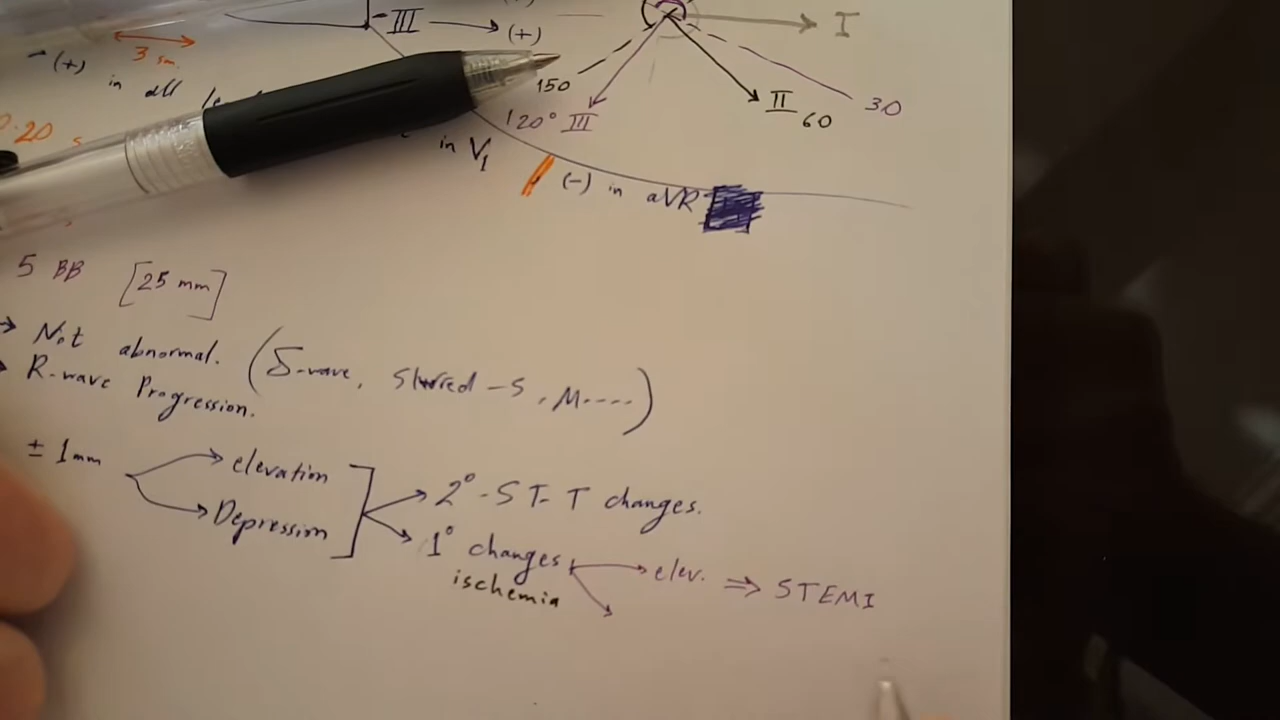 III (+)
I
- (+)
3 sm.
in all
150
120° III
II 60
30
0.20 s
in V1
(-) in aVR
5 BB [25 mm]
→ Not abnormal. (δ-wave, slurred -S, M....)
R-wave Progression.
± 1mm
elevation
Depression
2° -ST-T changes.
1° changes
ischemia
elev. ⇒ STEMI